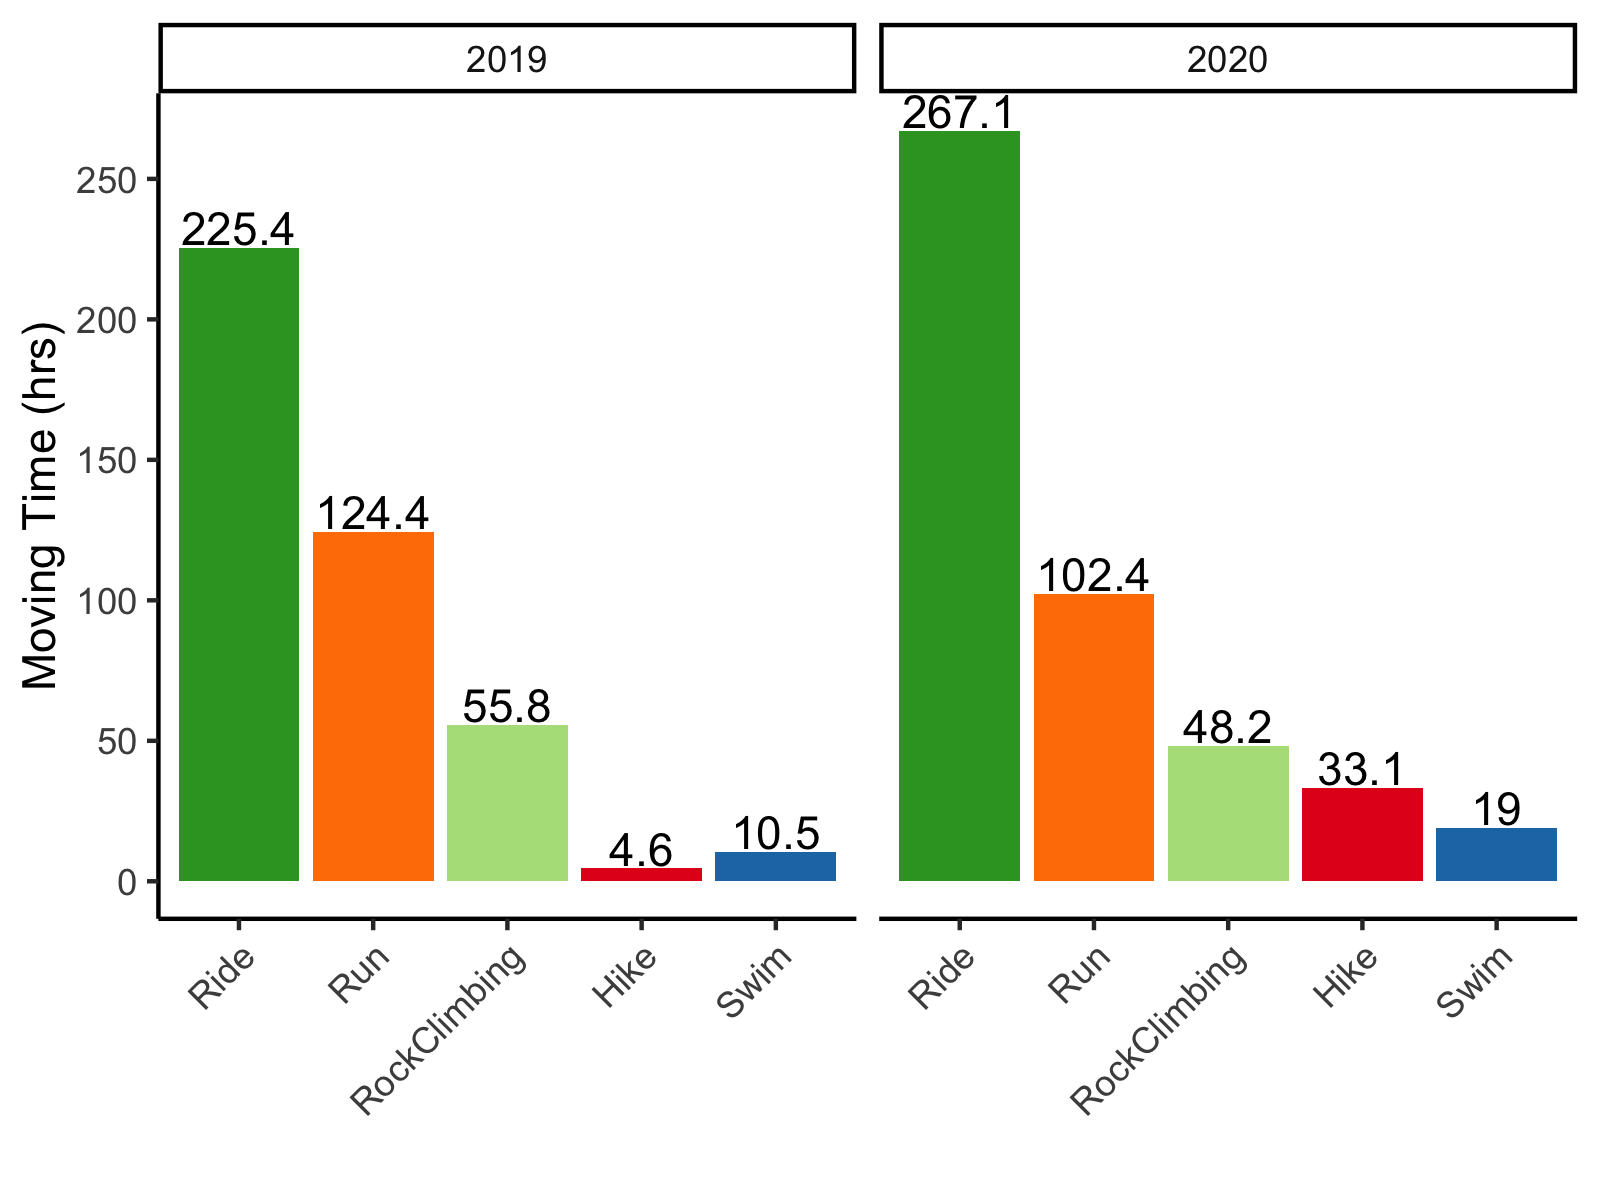 2019
2020
Moving Time (hrs)
250
200
150
100
50
0
225.4
124.4
55.8
4.6
10.5
267.1
102.4
48.2
33.1
19
Ride
Run
RockClimbing
Hike
Swim
Ride
Run
RockClimbing
Hike
Swim